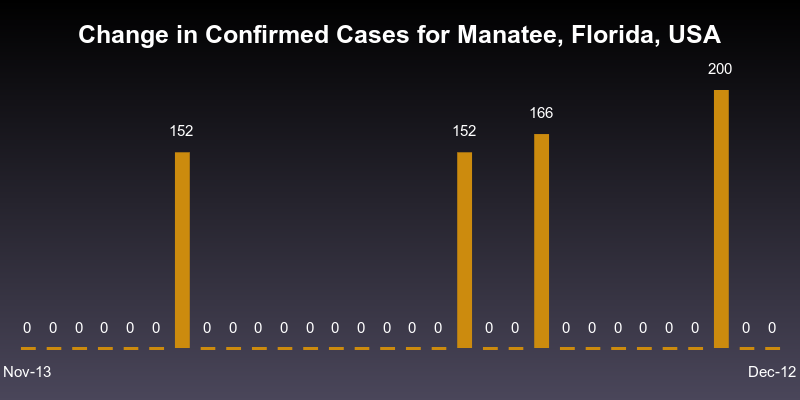 Change in Confirmed Cases for Manatee, Florida, USA
200
166
152 152
0 0 0 0 0 0 0 0 0 0 0 0 0 0 0 0 0 0 0 0 0 0 0 0 0 0
Nov-13 Dec-12